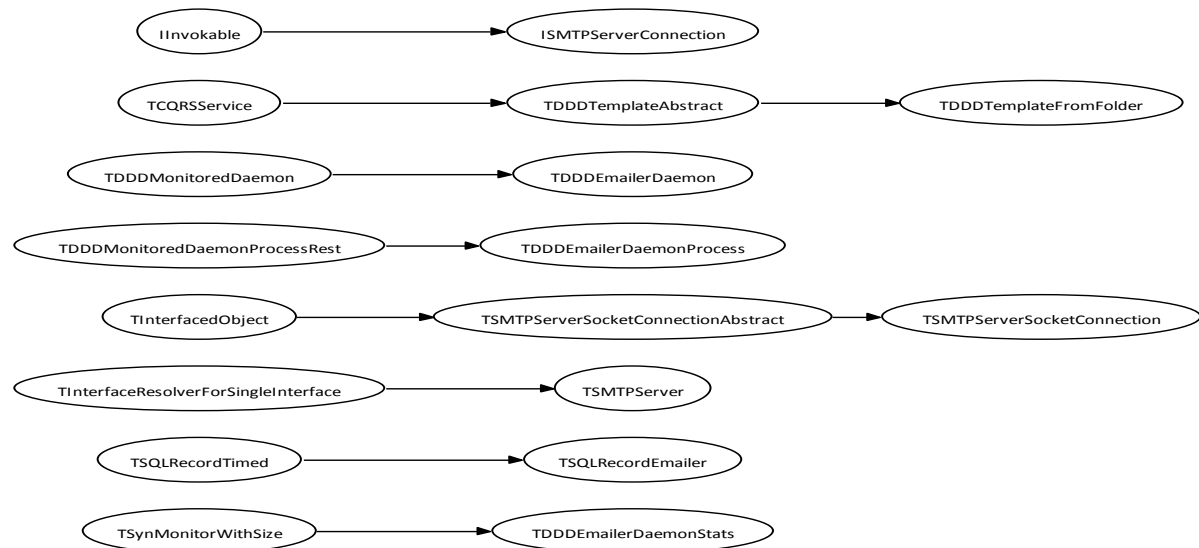 IInvokable
ISMTPServerConnection
TCQRSService
TDDDTemplateAbstract
TDDDTemplateFromFolder
TDDDMonitoredDaemon
TDDDEmailerDaemon
TDDDMonitoredDaemonProcessRest
TDDDEmailerDaemonProcess
TInterfacedObject
TSMTPServerSocketConnectionAbstract
TSMTPServerSocketConnection
TInterfaceResolverForSingleInterface
TSMTPServer
TSQLRecordTimed
TSQLRecordEmailer
TSynMonitorWithSize
TDDDEmailerDaemonStats